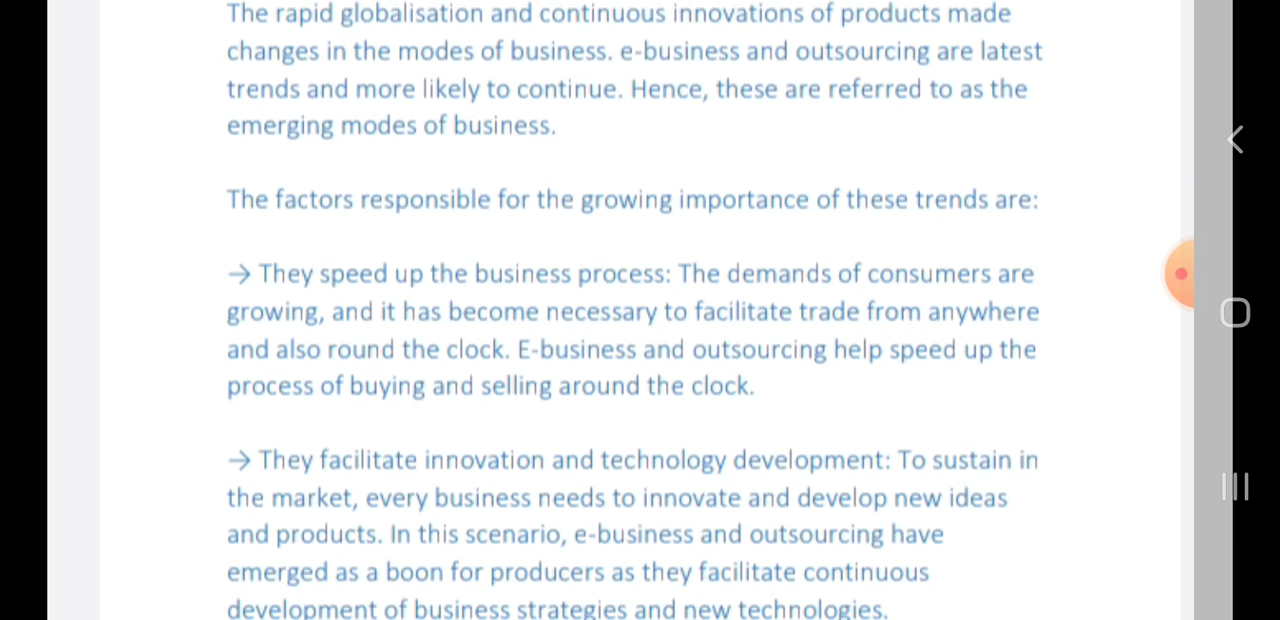 The rapid globalisation and continuous innovations of products made
changes in the modes of business. e-business and outsourcing are latest
trends and more likely to continue. Hence, these are referred to as the
emerging modes of business.
The factors responsible for the growing importance of these trends are:
→ They speed up the business process: The demands of consumers are
growing, and it has become necessary to facilitate trade from anywhere
and also round the clock. E-business and outsourcing help speed up the
process of buying and selling around the clock.
→ They facilitate innovation and technology development: To sustain in
the market, every business needs to innovate and develop new ideas
and products. In this scenario, e-business and outsourcing have
emerged as a boon for producers as they facilitate continuous
development of business strategies and new technologies.